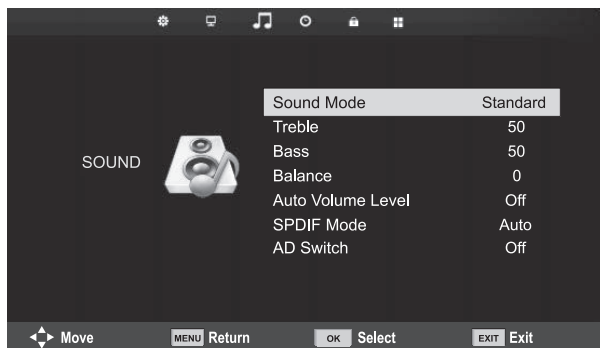 Sound Mode Standard
Treble 50
Bass 50
SOUND
Balance 0
Auto Volume Level Off
SPDIF Mode Auto
AD Switch Off
Move MENU Return OK Select EXIT Exit